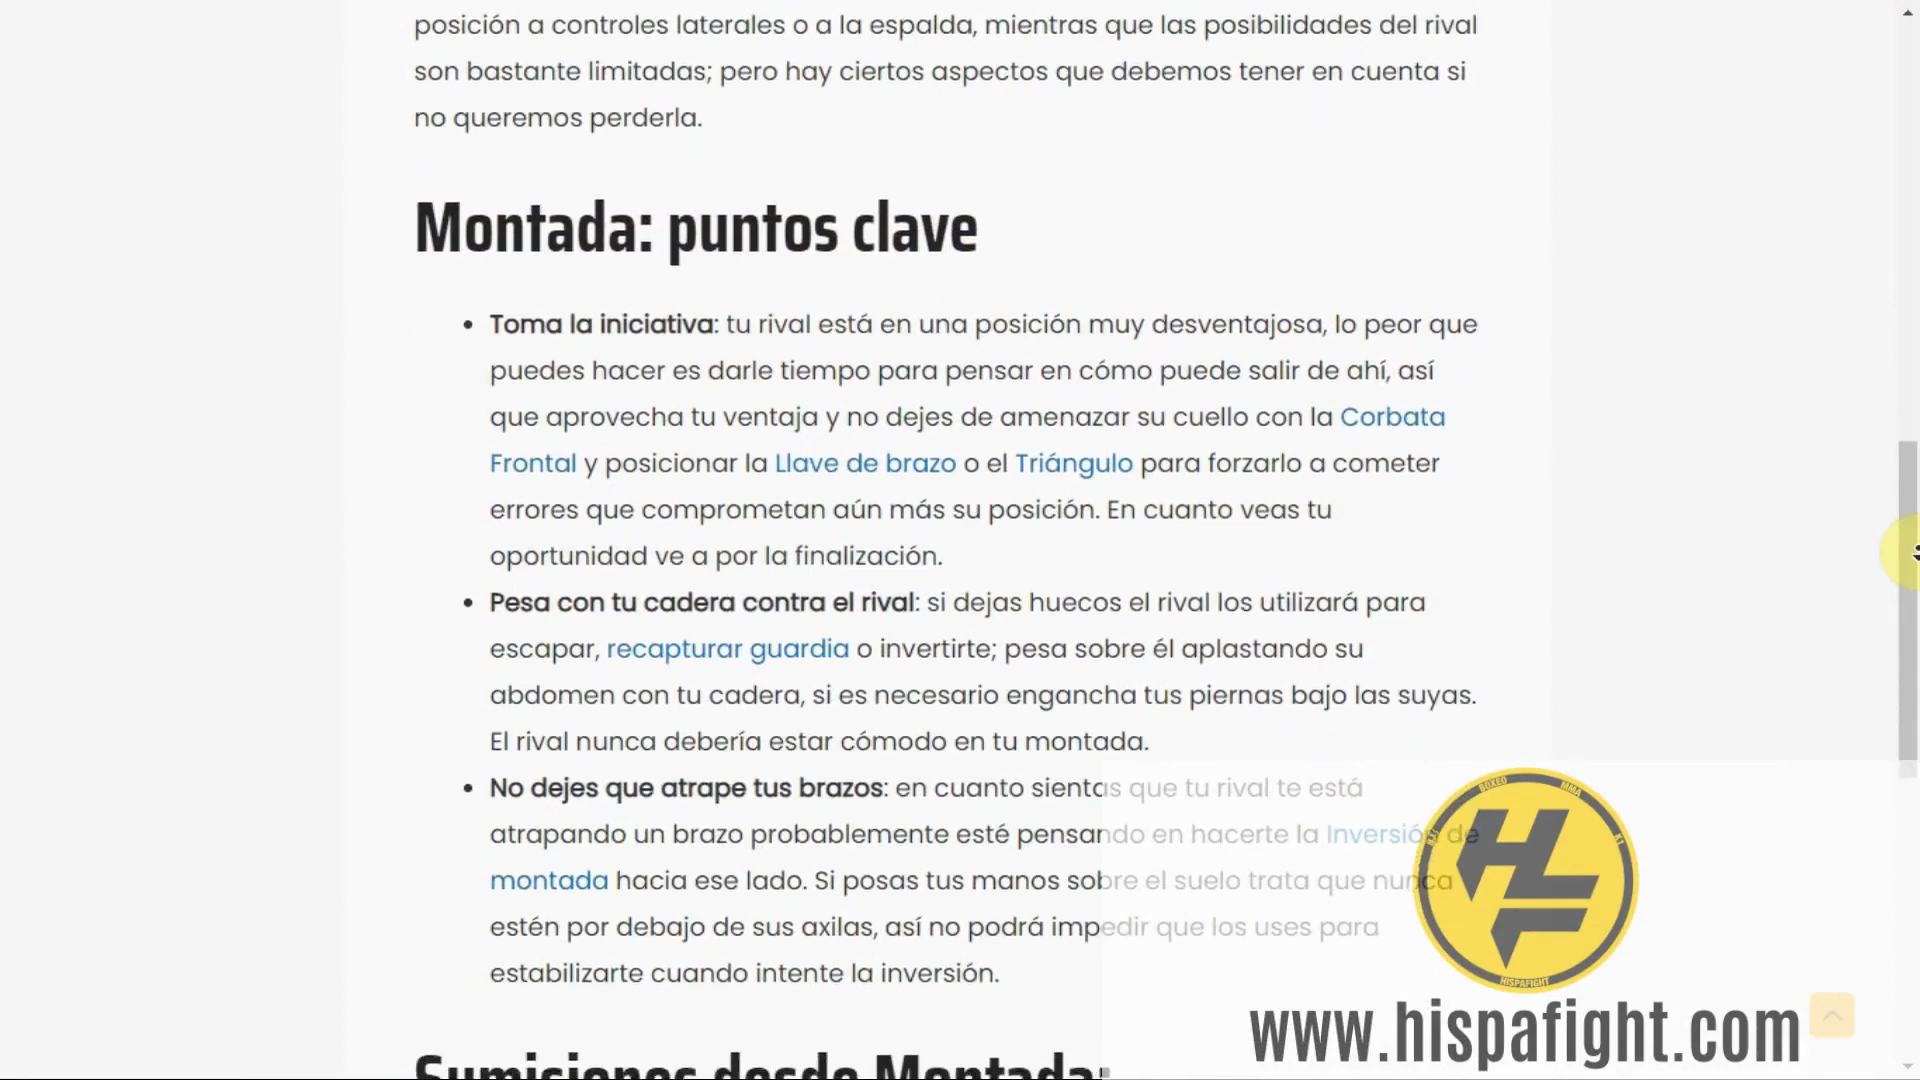 posición a controles laterales o a la espalda, mientras que las posibilidades del rival
son bastante limitadas; pero hay ciertos aspectos que debemos tener en cuenta si
no queremos perderla.
Montada: puntos clave
• Toma la iniciativa: tu rival está en una posición muy desventajosa, lo peor que
puedes hacer es darle tiempo para pensar en cómo puede salir de ahí, así
que aprovecha tu ventaja y no dejes de amenazar su cuello con la Corbata
Frontal y posicionar la Llave de brazo o el Triángulo para forzarlo a cometer
errores que comprometan aún más su posición. En cuanto veas tu
oportunidad ve a por la finalización.
• Pesa con tu cadera contra el rival: si dejas huecos el rival los utilizará para
escapar, recapturar guardia o invertirte; pesa sobre él aplastando su
abdomen con tu cadera, si es necesario engancha tus piernas bajo las suyas.
El rival nunca debería estar cómodo en tu montada.
• No dejes que atrape tus brazos: en cuanto sientas que tu rival te está
atrapando un brazo probablemente esté pensando en hacerte la Inversión de
montada hacia ese lado. Si posas tus manos sobre el suelo trata que nunca
estén por debajo de sus axilas, así no podrá impedir que los uses para
estabilizarte cuando intente la inversión.
Sumisiones desde Montada:
BOXEO
MMA
K1
HISPAFIGHT
HF
www.hispafight.com